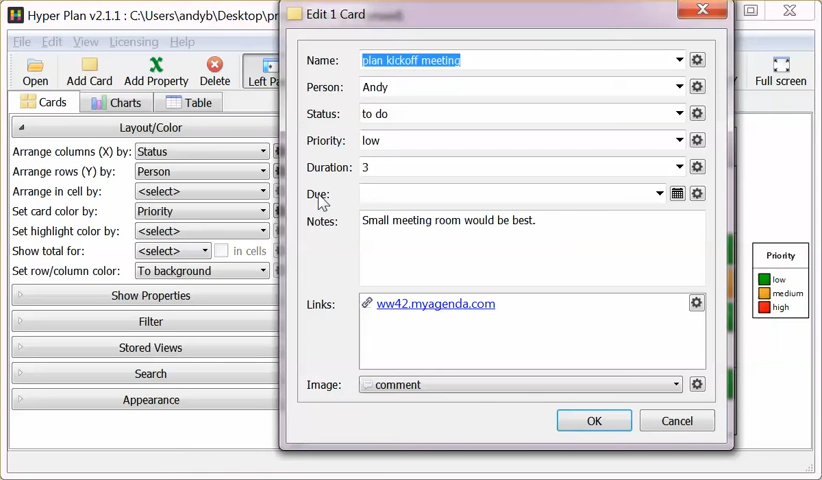 Hyper Plan v2.1.1 : C:\Users\andyb\Desktop\pr
Edit 1 Card
File Edit View Licensing Help
Open Add Card Add Property Delete Left Pa Full screen
Cards Charts Table
Layout/Color
Arrange columns (X) by: Status
Arrange rows (Y) by: Person
Arrange in cell by: <select>
Set card color by: Priority
Set highlight color by: <select>
Show total for: <select> in cells
Set row/column color: To background
Show Properties
Filter
Stored Views
Search
Appearance
Name: plan kickoff meeting
Person: Andy
Status: to do
Priority: low
Duration: 3
Due:
Notes: Small meeting room would be best.
Links: ww42.myagenda.com
Image: comment
OK Cancel
Priority
low
medium
high